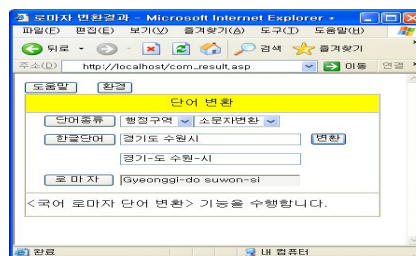 로마자 변환결과 - Microsoft Internet Explorer
파일(F) 편집(E) 보기(V) 즐겨찾기(A) 도구(T) 도움말(H)
뒤로 검색 즐겨찾기
주소(D) http://localhost/com_result.asp 이동 연결
도움말 환경
단어 변환
단어종류 행정구역 소문자변환
한글단어 경기도 수원시 변환
경기-도 수원-시
로 마 자 Gyeonggi-do suwon-si
<국어 로마자 단어 변환> 기능을 수행합니다.
완료 내 컴퓨터